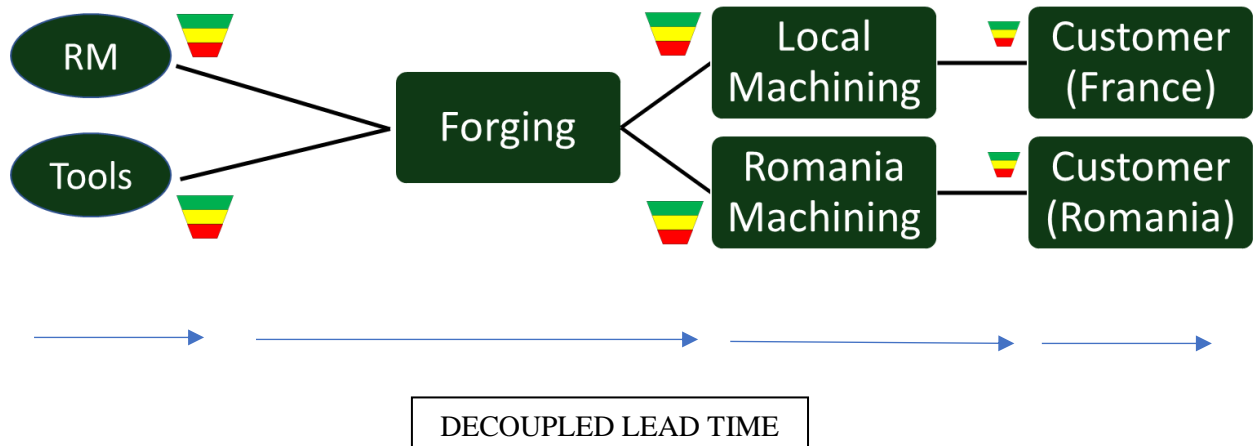 RM
Tools
Forging
Local
Machining
Romania
Machining
Customer
(France)
Customer
(Romania)
DECOUPLED LEAD TIME